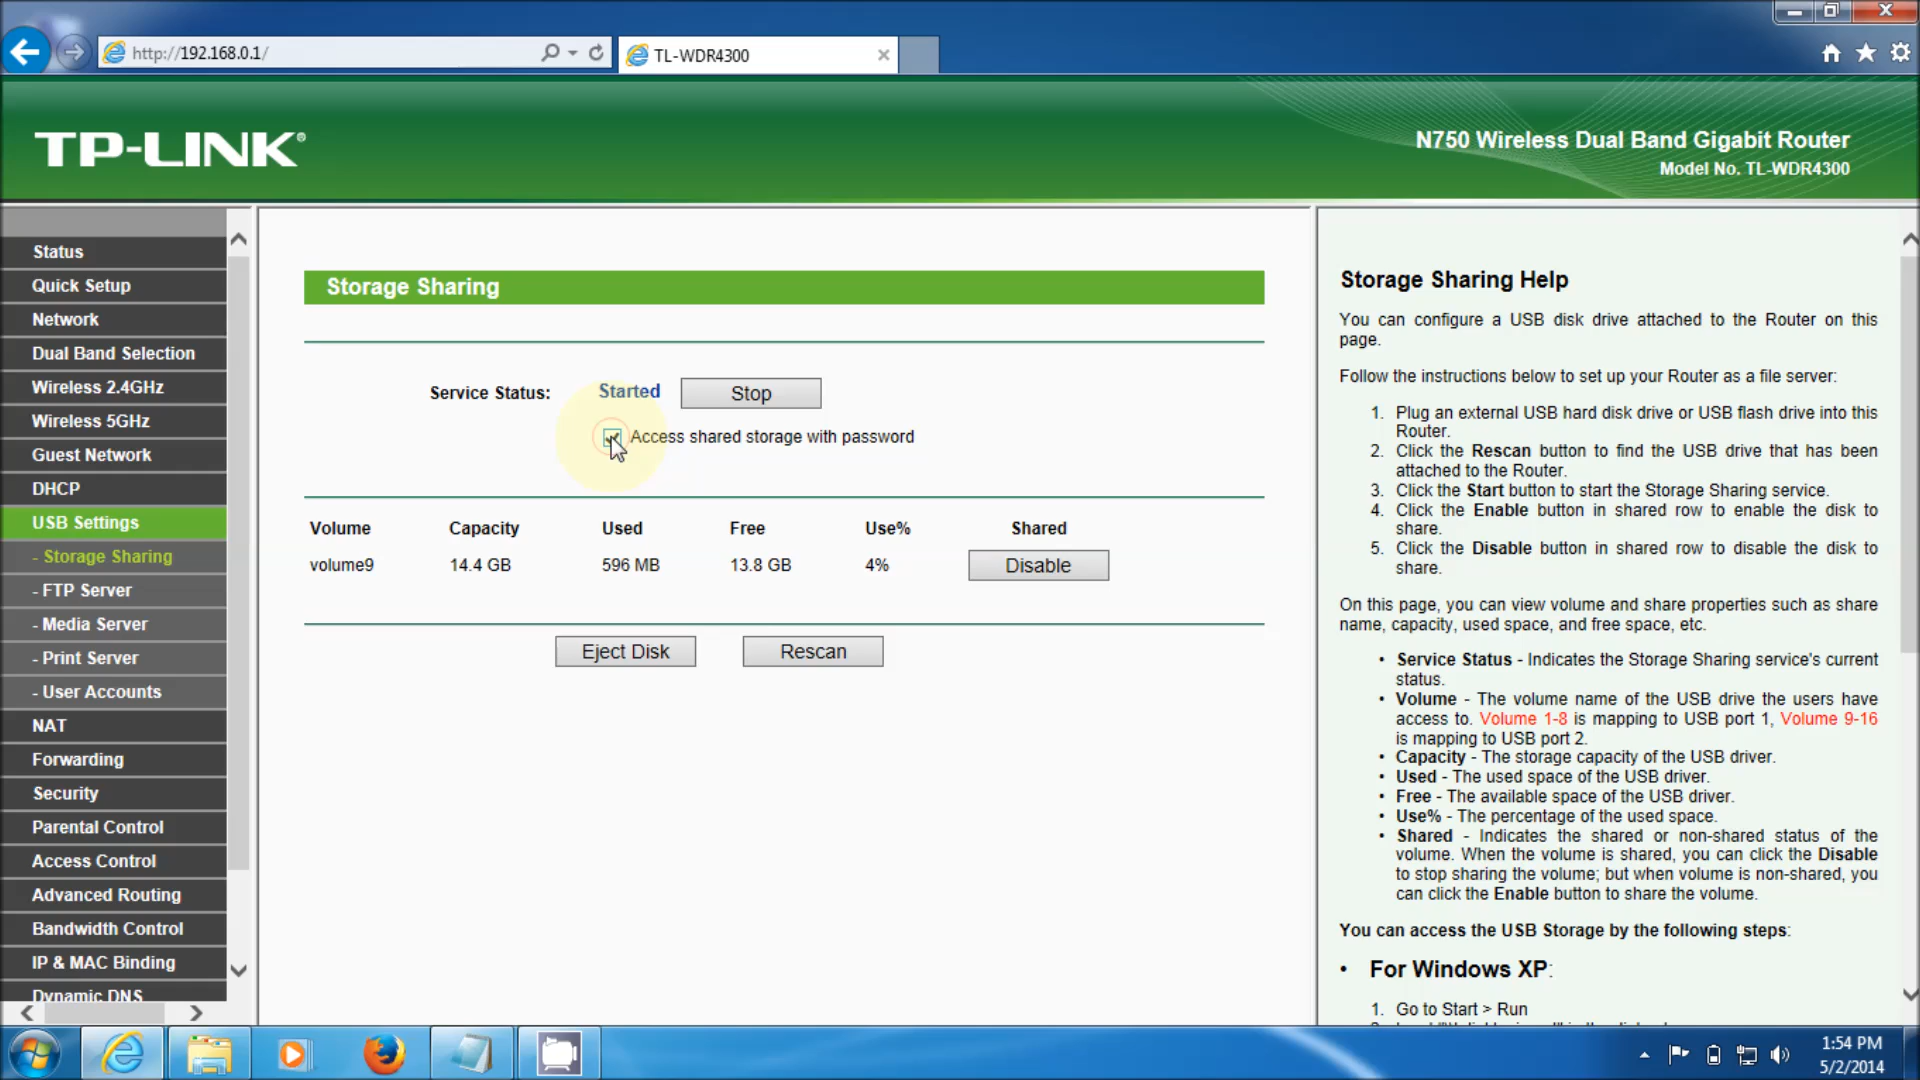 http://192.168.0.1/
TL-WDR4300
TP-LINK®
N750 Wireless Dual Band Gigabit Router
Model No. TL-WDR4300
Status
Quick Setup
Network
Dual Band Selection
Wireless 2.4GHz
Wireless 5GHz
Guest Network
DHCP
USB Settings
- Storage Sharing
- FTP Server
- Media Server
- Print Server
- User Accounts
NAT
Forwarding
Security
Parental Control
Access Control
Advanced Routing
Bandwidth Control
IP & MAC Binding
Dynamic DNS
Storage Sharing
Service Status: Started Stop
Access shared storage with password
Volume Capacity Used Free Use% Shared
volume9 14.4 GB 596 MB 13.8 GB 4% Disable
Eject Disk Rescan
Storage Sharing Help
You can configure a USB disk drive attached to the Router on this
page.
Follow the instructions below to set up your Router as a file server:
1. Plug an external USB hard disk drive or USB flash drive into this
Router.
2. Click the Rescan button to find the USB drive that has been
attached to the Router.
3. Click the Start button to start the Storage Sharing service.
4. Click the Enable button in shared row to enable the disk to
share.
5. Click the Disable button in shared row to disable the disk to
share.
On this page, you can view volume and share properties such as share
name, capacity, used space, and free space, etc.
• Service Status - Indicates the Storage Sharing service's current
status.
• Volume - The volume name of the USB drive the users have
access to. Volume 1-8 is mapping to USB port 1, Volume 9-16
is mapping to USB port 2.
• Capacity - The storage capacity of the USB driver.
• Used - The used space of the USB driver.
• Free - The available space of the USB driver.
• Use% - The percentage of the used space.
• Shared - Indicates the shared or non-shared status of the
volume. When the volume is shared, you can click the Disable
to stop sharing the volume; but when volume is non-shared, you
can click the Enable button to share the volume.
You can access the USB Storage by the following steps:
• For Windows XP:
1. Go to Start > Run
1:54 PM
5/2/2014